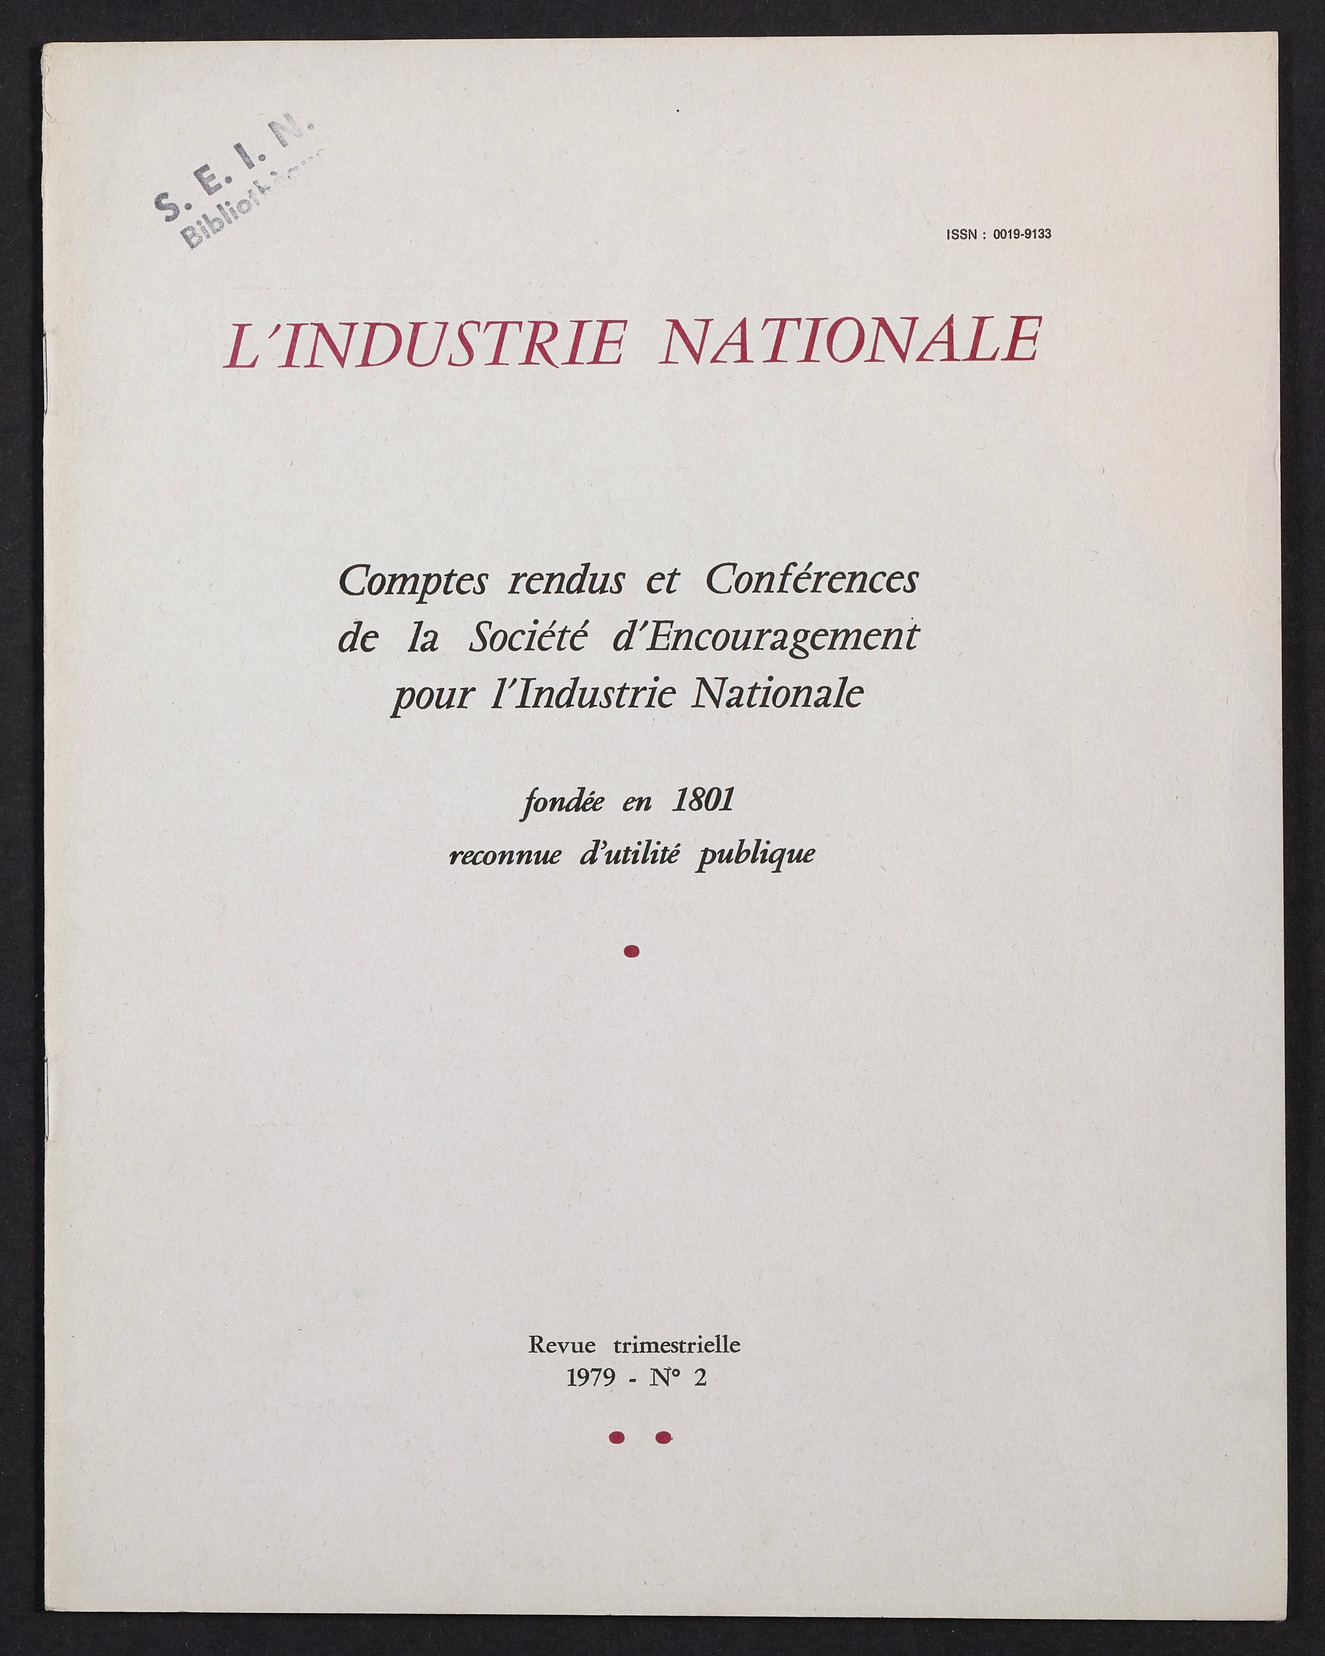 S. E. I. N.
Bibliothèque
ISSN : 0019-9133
L'INDUSTRIE NATIONALE
Comptes rendus et Conférences
de la Société d'Encouragement
pour l'Industrie Nationale
fondée en 1801
reconnue d'utilité publique
Revue trimestrielle
1979 - N° 2